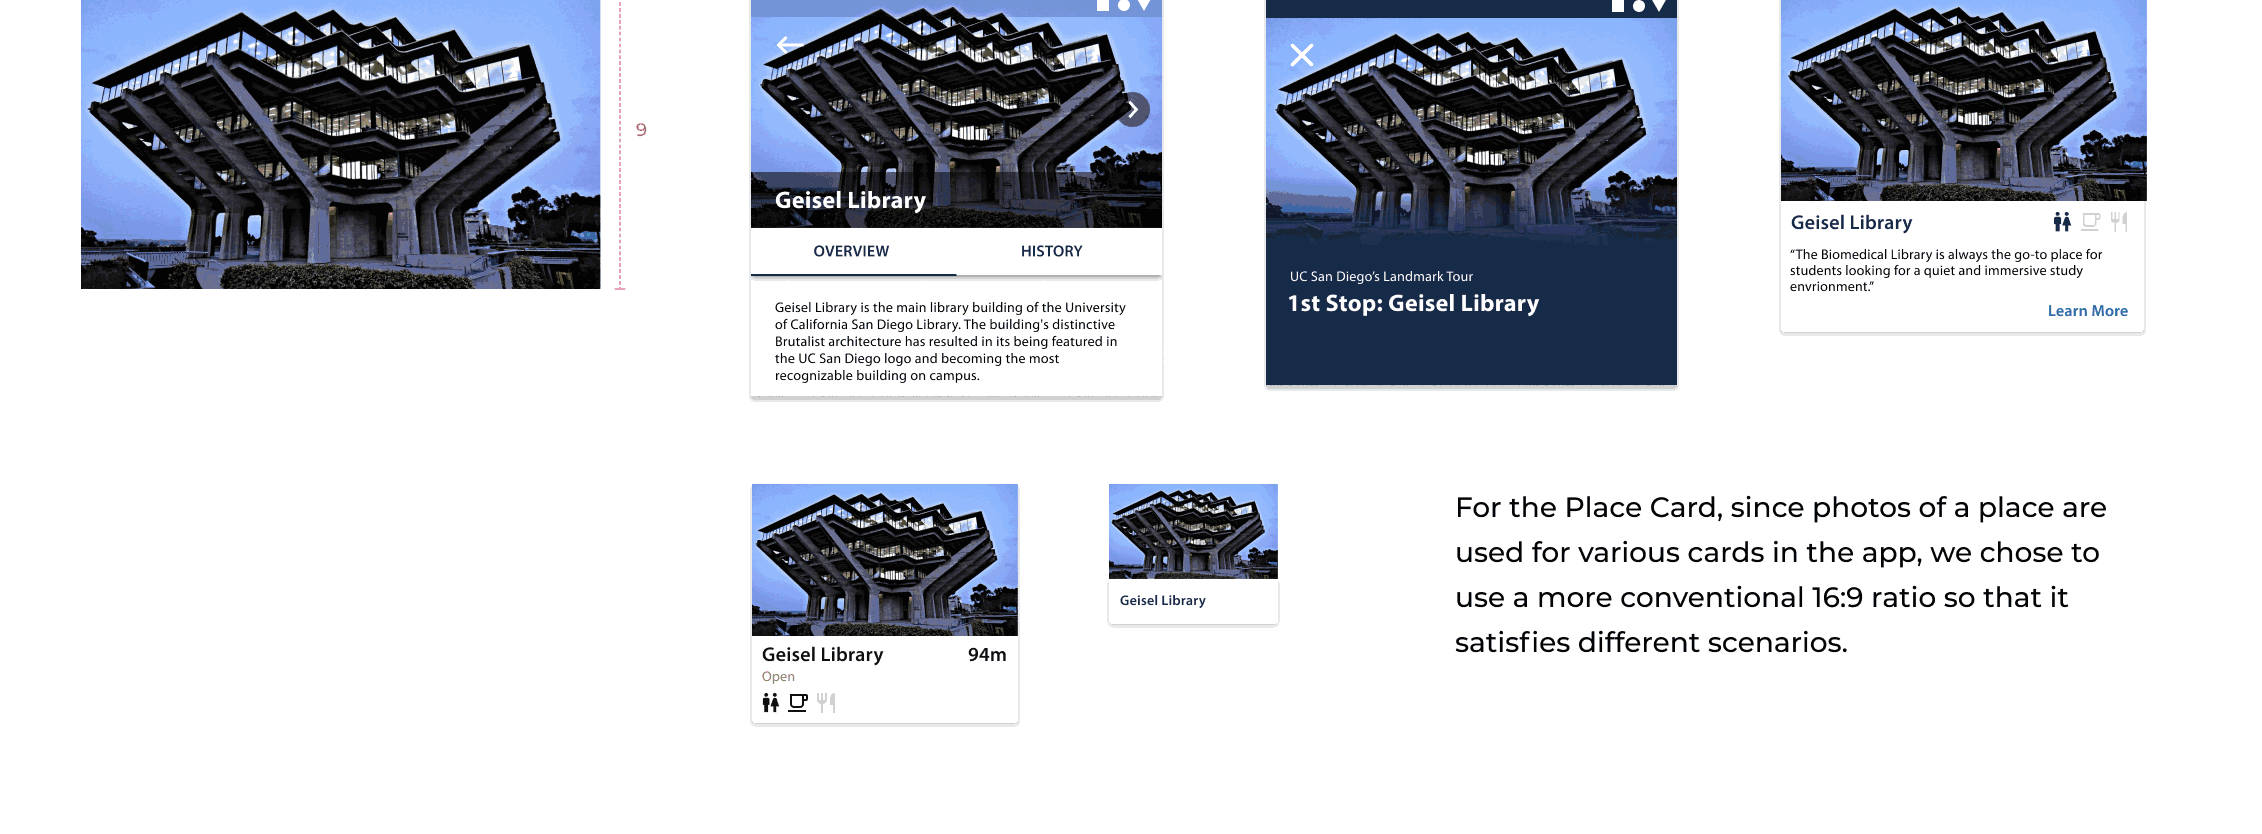 9
Geisel Library
OVERVIEW
HISTORY
Geisel Library is the main library building of the University
of California San Diego Library. The building's distinctive
Brutalist architecture has resulted in its being featured in
the UC San Diego logo and becoming the most
recognizable building on campus.
UC San Diego’s Landmark Tour
1st Stop: Geisel Library
Geisel Library
“The Biomedical Library is always the go-to place for
students looking for a quiet and immersive study
envrionment.”
Learn More
Geisel Library
94m
Open
Geisel Library
For the Place Card, since photos of a place are
used for various cards in the app, we chose to
use a more conventional 16:9 ratio so that it
satisfies different scenarios.